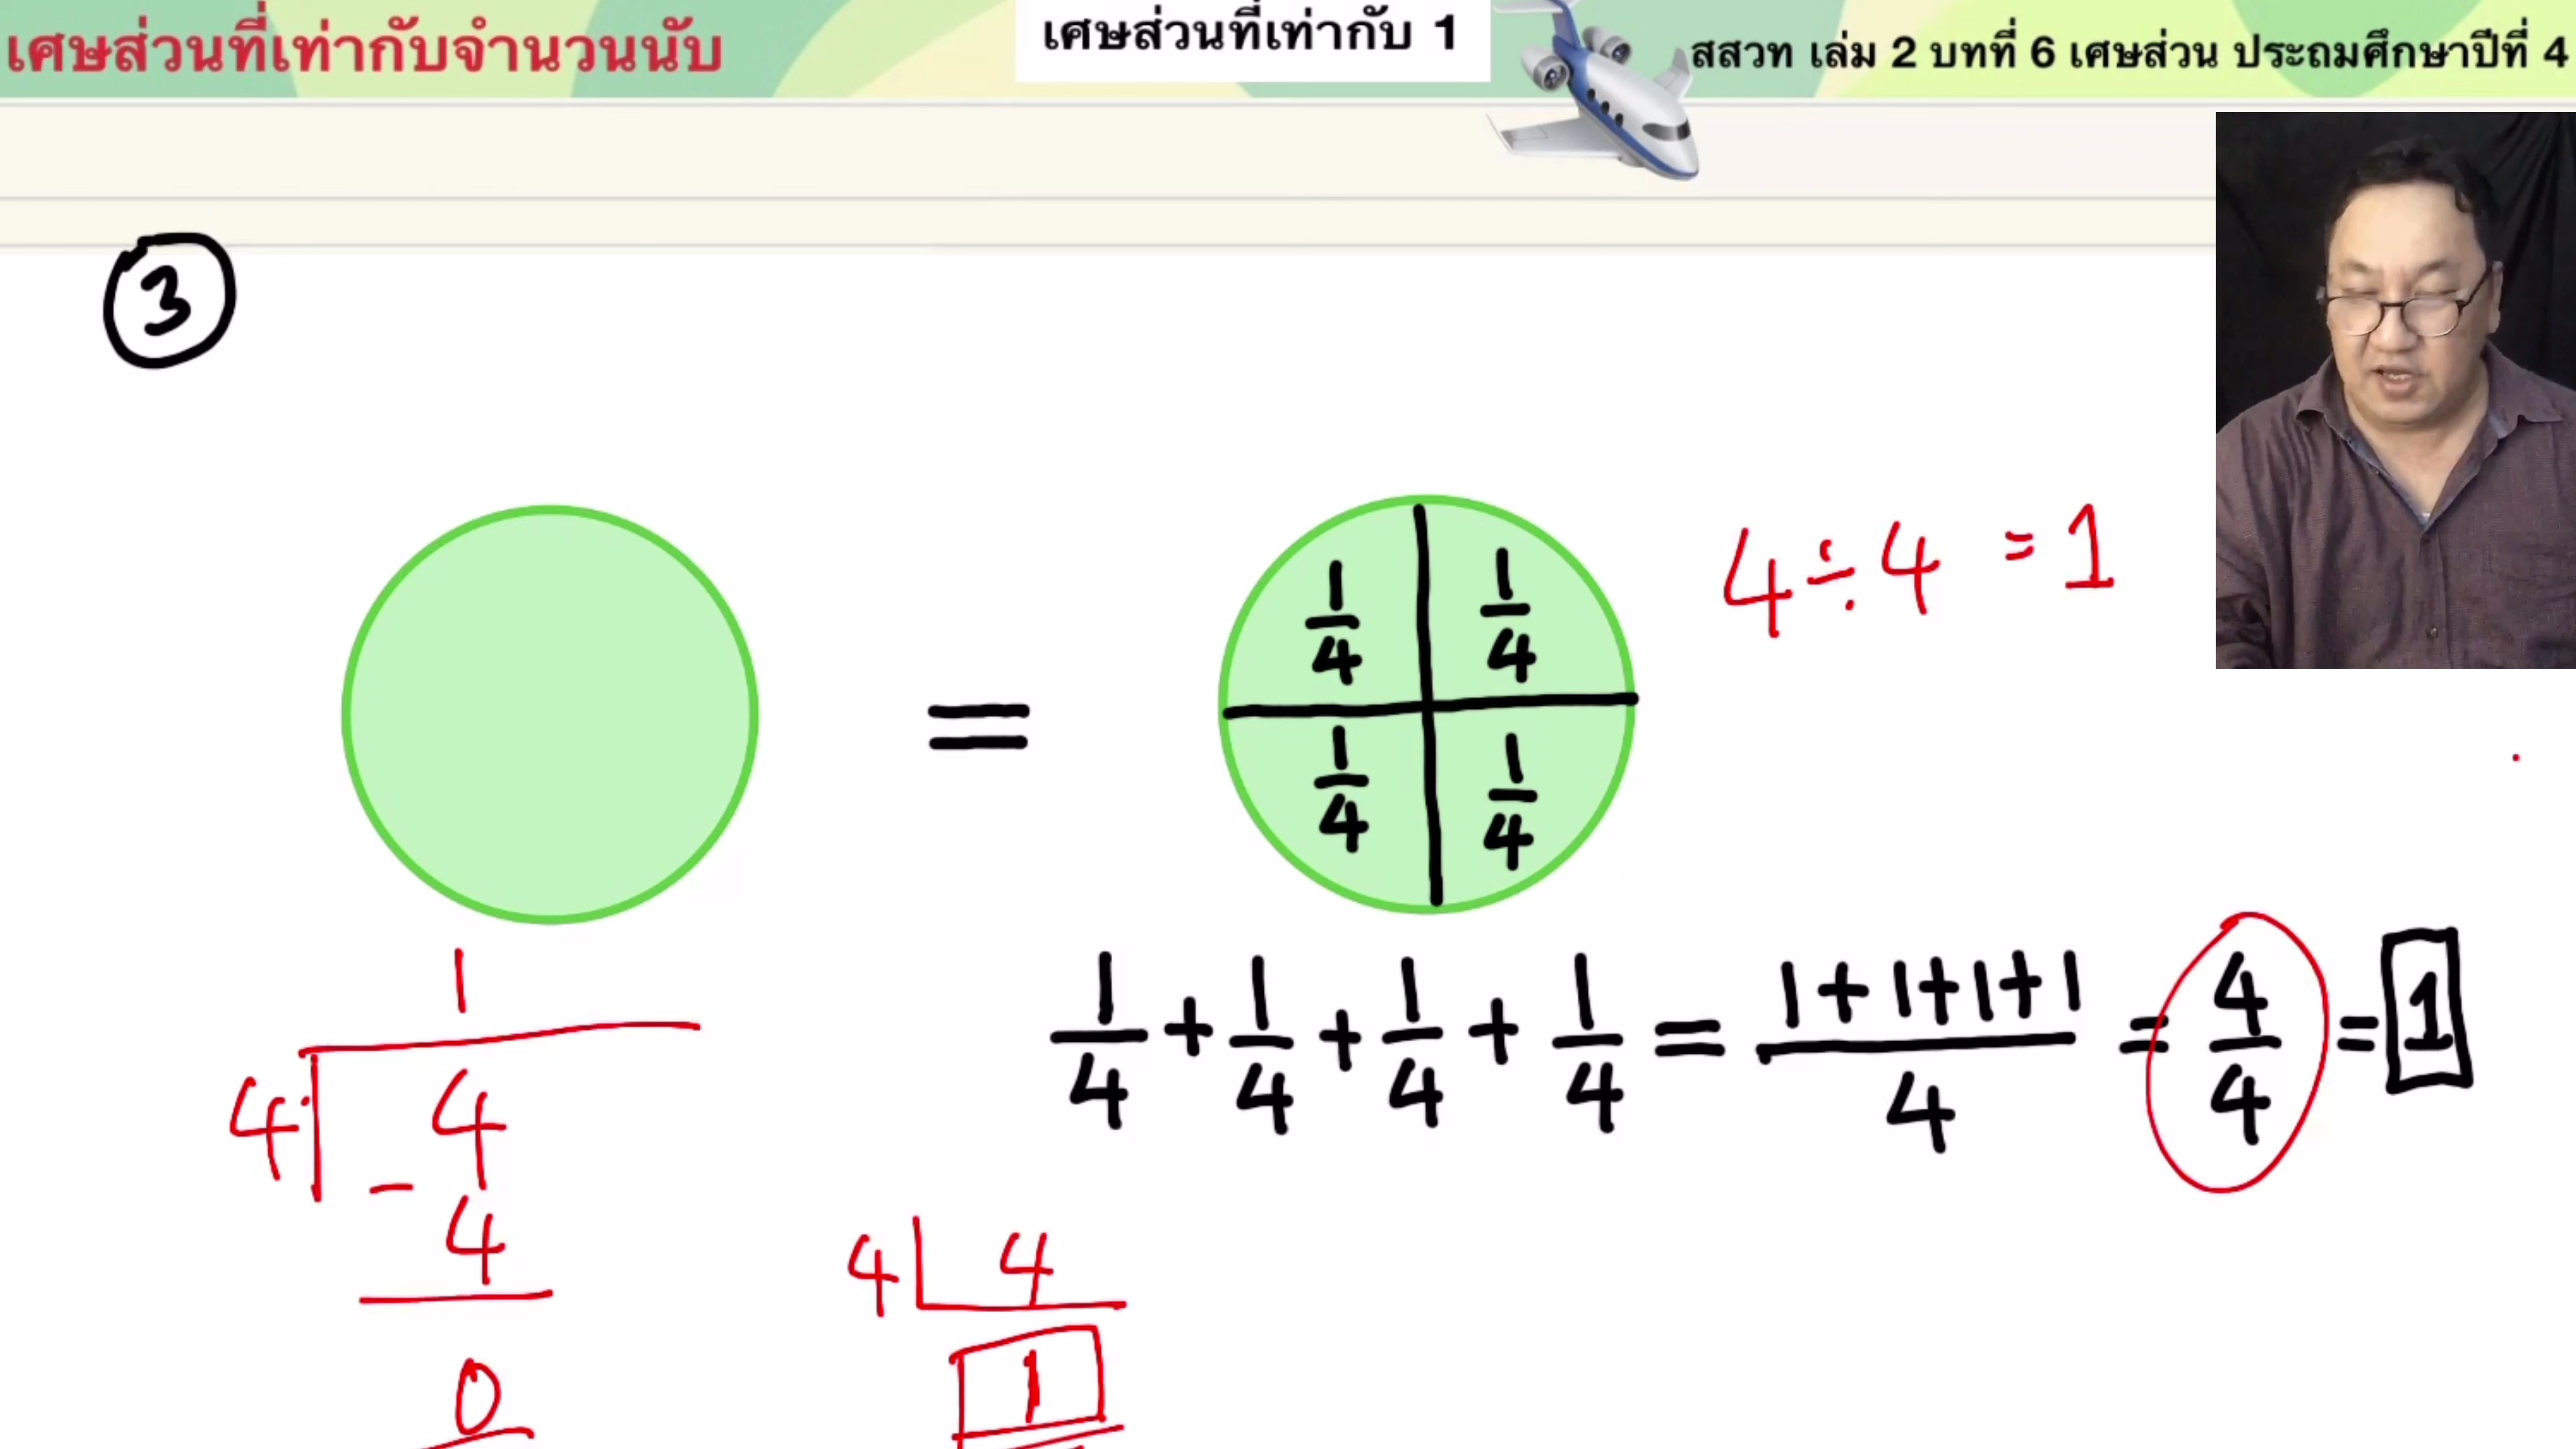 เศษส่วนที่เท่ากับจำนวนนับ
เศษส่วนที่เท่ากับ 1
สสวท เล่ม 2 บทที่ 6 เศษส่วน ประถมศึกษาปีที่ 4
3
=
1/4 1/4
1/4 1/4
4 ÷ 4 = 1
1/4 + 1/4 + 1/4 + 1/4 = (1+1+1+1)/4 = 4/4 = 1
1
4 4
- 4
0
4 4
1